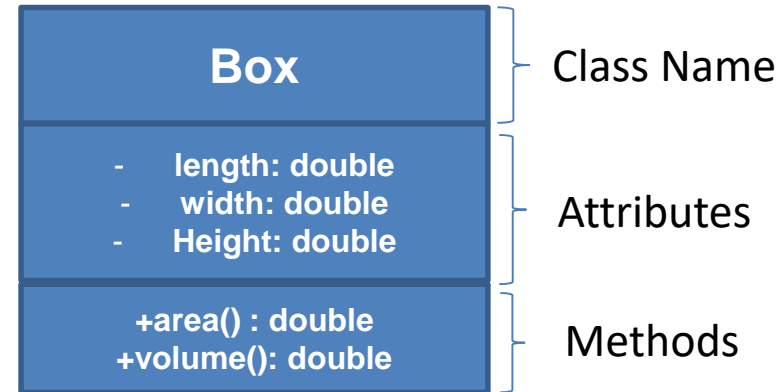 Box
Class Name
- length: double
- width: double
- Height: double
Attributes
+area() : double
+volume(): double
Methods